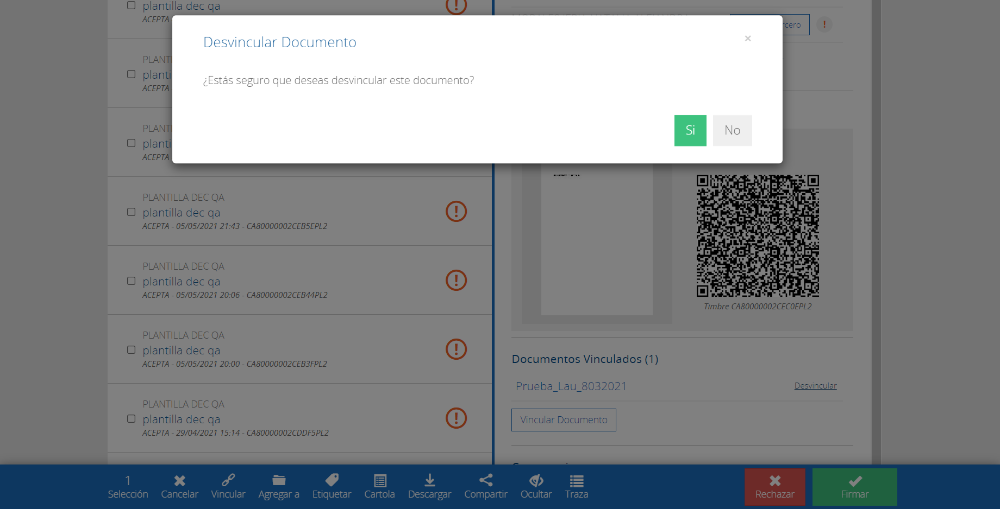 plantilla dec qa
ACEPTA -
rcero
Desvincular Documento
×
¿Estás seguro que deseas desvincular este documento?
Si
No
PLANTI
planti
ACEPTA -
PLANTI
planti
ACEPTA -
PLANTILLA DEC QA
plantilla dec qa
ACEPTA - 05/05/2021 21:43 - CA80000002CEB5EPL2
PLANTILLA DEC QA
plantilla dec qa
ACEPTA - 05/05/2021 20:06 - CA80000002CEB44PL2
PLANTILLA DEC QA
plantilla dec qa
ACEPTA - 05/05/2021 20:00 - CA80000002CEB3FPL2
PLANTILLA DEC QA
plantilla dec qa
ACEPTA - 29/04/2021 15:14 - CA80000002CDDF5PL2
Timbre CA80000002CEC0EPL2
Documentos Vinculados (1)
Prueba_Lau_8032021
Desvincular
Vincular Documento
1
Selección
Cancelar
Vincular
Agregar a
Etiquetar
Cartola
Descargar
Compartir
Ocultar
Traza
Rechazar
Firmar